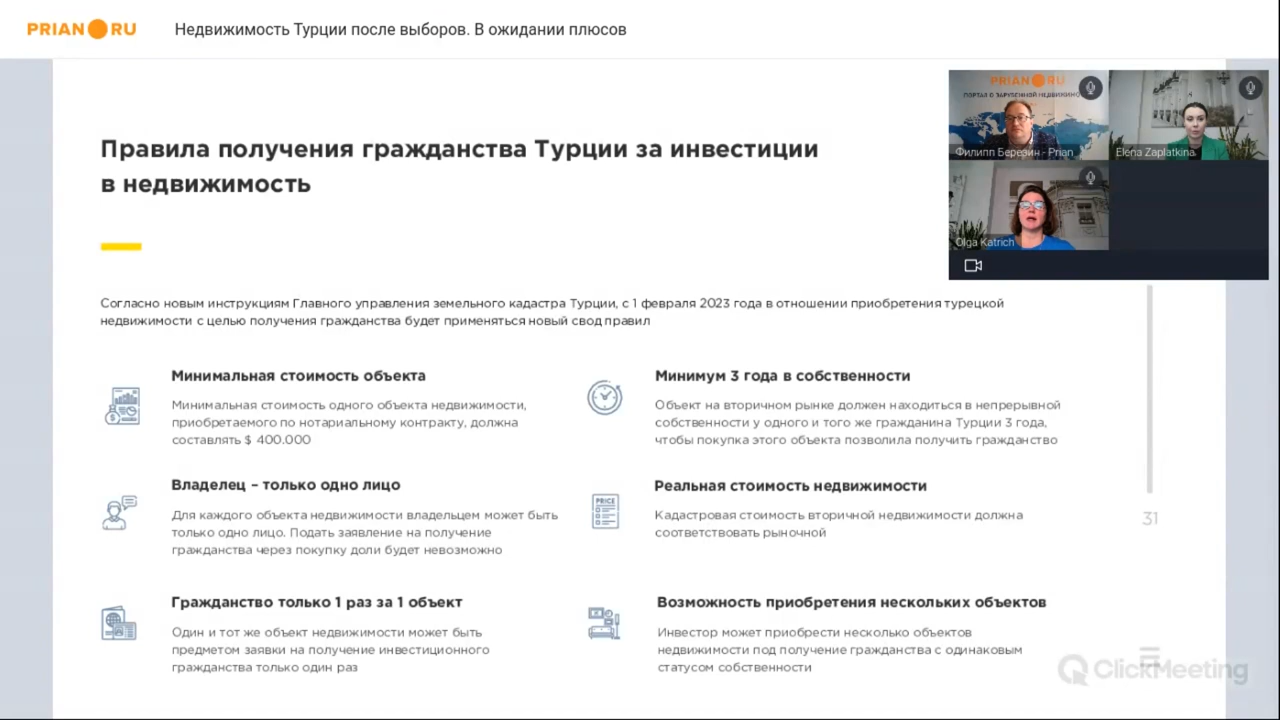 PRIAN RU
Недвижимость Турции после выборов. В ожидании плюсов
PRIAN RU
ПОРТАЛ О ЗАРУБЕЖНОЙ НЕДВИЖИМО
Филипп Березин - Prian
Elena Zaplatkina
Olga Katrich
Правила получения гражданства Турции за инвестиции
в недвижимость
Согласно новым инструкциям Главного управления земельного кадастра Турции, с 1 февраля 2023 года в отношении приобретения турецкой
недвижимости с целью получения гражданства будет применяться новый свод правил
Минимальная стоимость объекта
Минимальная стоимость одного объекта недвижимости,
приобретаемого по нотариальному контракту, должна
составлять $ 400.000
Минимум 3 года в собственности
Объект на вторичном рынке должен находиться в непрерывной
собственности у одного и того же гражданина Турции 3 года,
чтобы покупка этого объекта позволила получить гражданство
Владелец – только одно лицо
Для каждого объекта недвижимости владельцем может быть
только одно лицо. Подать заявление на получение
гражданства через покупку доли будет невозможно
PRICE
Реальная стоимость недвижимости
Кадастровая стоимость вторичной недвижимости должна
соответствовать рыночной
31
Гражданство только 1 раз за 1 объект
Один и тот же объект недвижимости может быть
предметом заявки на получение инвестиционного
гражданства только один раз
Возможность приобретения нескольких объектов
Инвестор может приобрести несколько объектов
недвижимости под получение гражданства с одинаковым
статусом собственности
ClickMeeting